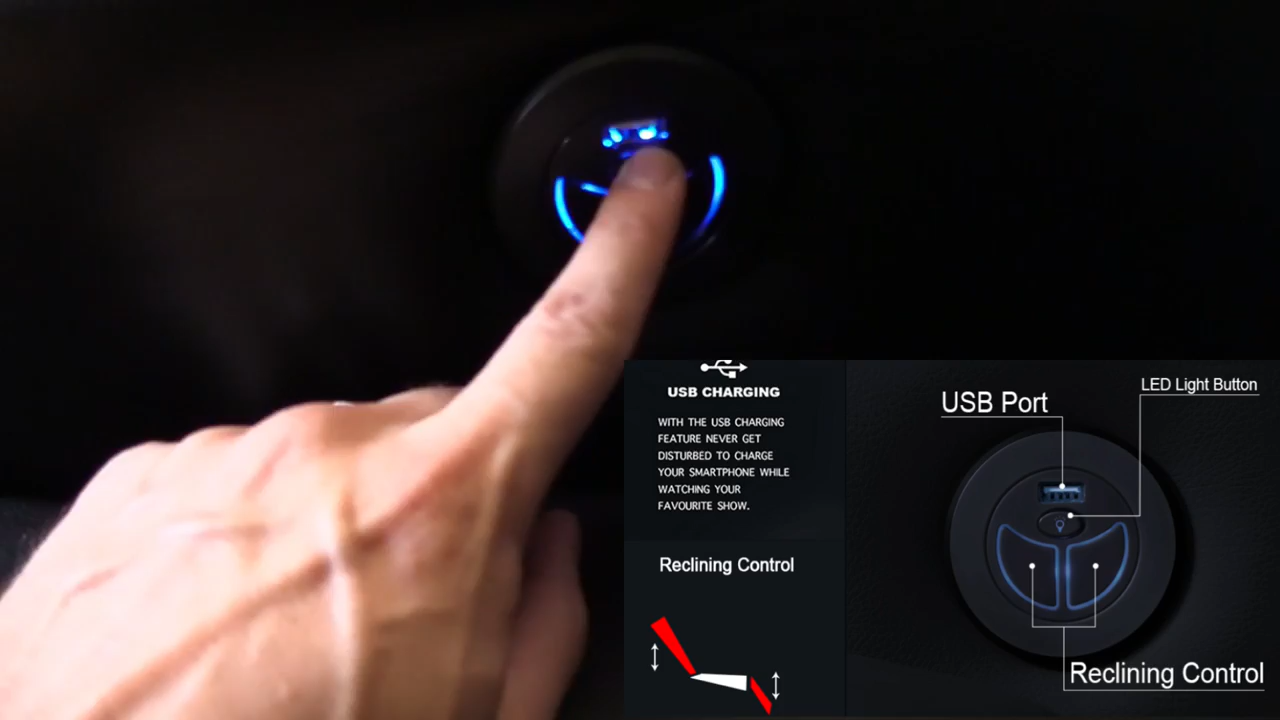 USB CHARGING
WITH THE USB CHARGING
FEATURE NEVER GET
DISTURBED TO CHARGE
YOUR SMARTPHONE WHILE
WATCHING YOUR
FAVOURITE SHOW.
Reclining Control
USB Port
LED Light Button
Reclining Control